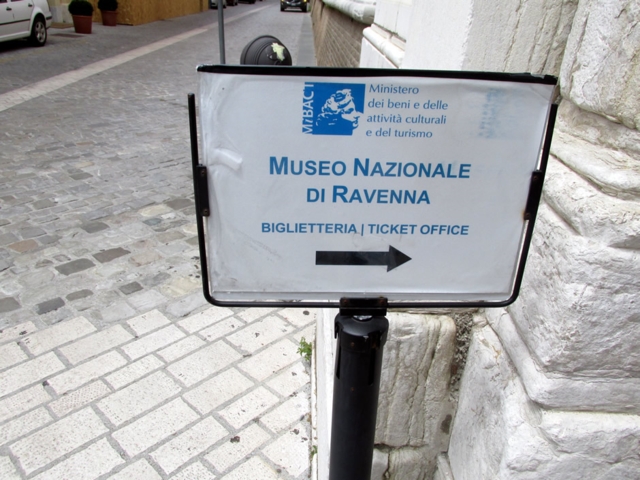 MiBACT
Ministero
dei beni e delle
attività culturali
e del turismo
MUSEO NAZIONALE
DI RAVENNA
BIGLIETTERIA | TICKET OFFICE